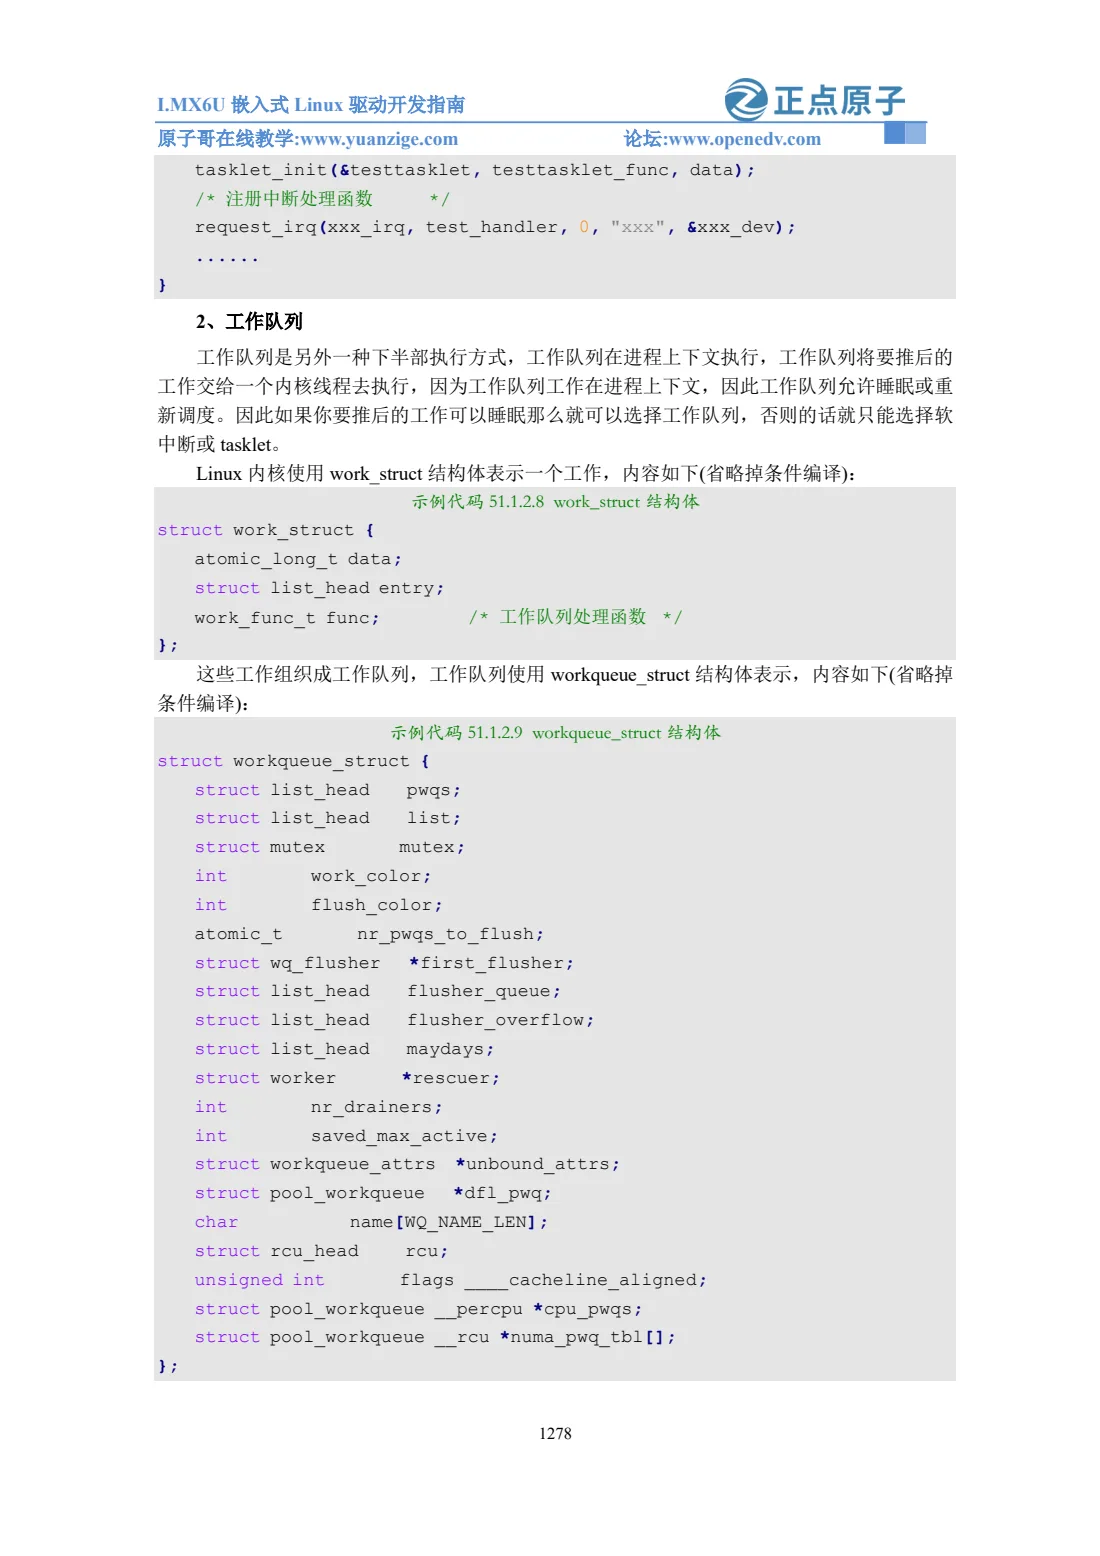 I.MX6U 嵌入式 Linux 驱动开发指南
正点原子
原子哥在线教学:www.yuanzige.com 论坛:www.openedv.com
tasklet_init(&testtasklet, testtasklet_func, data);
/* 注册中断处理函数 */
request_irq(xxx_irq, test_handler, 0, "xxx", &xxx_dev);
......
}
2、工作队列
工作队列是另外一种下半部执行方式，工作队列在进程上下文执行，工作队列将要推后的
工作交给一个内核线程去执行，因为工作队列工作在进程上下文，因此工作队列允许睡眠或重
新调度。因此如果你要推后的工作可以睡眠那么就可以选择工作队列，否则的话就只能选择软
中断或 tasklet。
Linux 内核使用 work_struct 结构体表示一个工作，内容如下(省略掉条件编译)：
示例代码 51.1.2.8 work_struct 结构体
struct work_struct {
atomic_long_t data;
struct list_head entry;
work_func_t func; /* 工作队列处理函数 */
};
这些工作组织成工作队列，工作队列使用 workqueue_struct 结构体表示，内容如下(省略掉
条件编译)：
示例代码 51.1.2.9 workqueue_struct 结构体
struct workqueue_struct {
struct list_head pwqs;
struct list_head list;
struct mutex mutex;
int work_color;
int flush_color;
atomic_t nr_pwqs_to_flush;
struct wq_flusher *first_flusher;
struct list_head flusher_queue;
struct list_head flusher_overflow;
struct list_head maydays;
struct worker *rescuer;
int nr_drainers;
int saved_max_active;
struct workqueue_attrs *unbound_attrs;
struct pool_workqueue *dfl_pwq;
char name[WQ_NAME_LEN];
struct rcu_head rcu;
unsigned int flags ____cacheline_aligned;
struct pool_workqueue __percpu *cpu_pwqs;
struct pool_workqueue __rcu *numa_pwq_tbl[];
};
1278